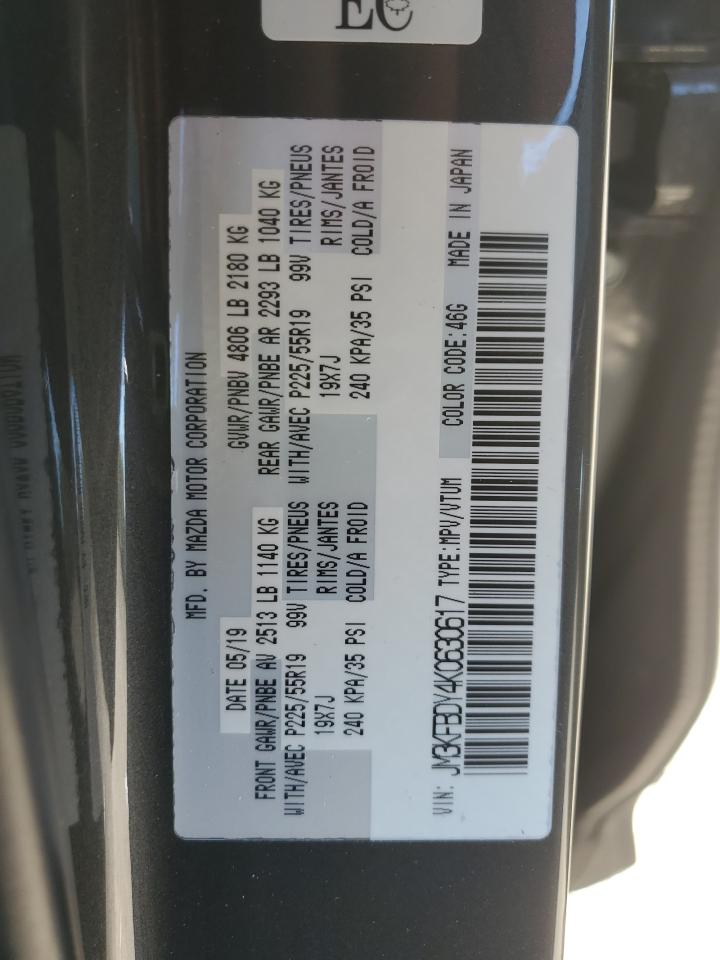 EC
MFD. BY MAZDA MOTOR CORPORATION
DATE 05/19 GVWR/PNBV 4806 LB 2180 KG
FRONT GAWR/PNBE AV 2513 LB 1140 KG REAR GAWR/PNBE AR 2293 LB 1040 KG
WITH/AVEC P225/55R19 99V TIRES/PNEUS WITH/AVEC P225/55R19 99V TIRES/PNEUS
19X7J RIMS/JANTES 19X7J RIMS/JANTES
240 KPA/35 PSI COLD/A FROID 240 KPA/35 PSI COLD/A FROID
VIN: JM3KFBDY4K0630617 TYPE:MPV/VTUM COLOR CODE:46G MADE IN JAPAN